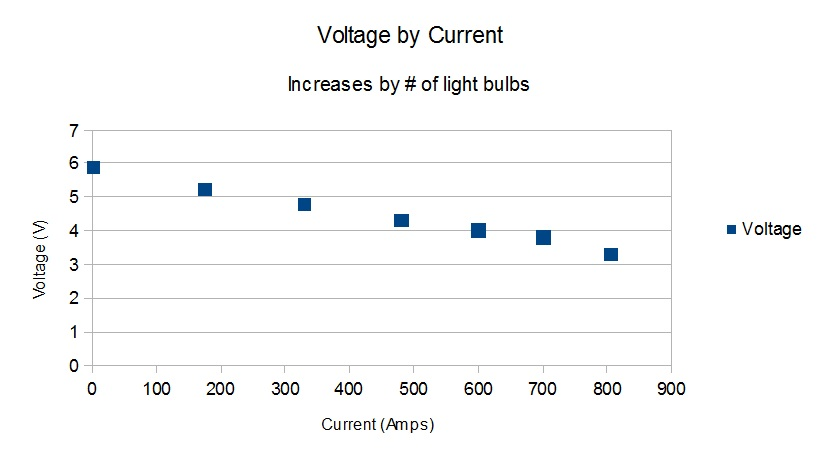 Voltage by Current
Increases by # of light bulbs
7
6
5
4
3
2
1
0
Voltage (V)
0 100 200 300 400 500 600 700 800 900
Current (Amps)
Voltage